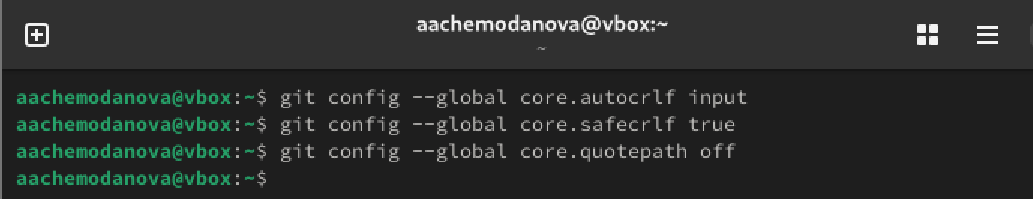 aachemodanova@vbox:~
~
aachemodanova@vbox:~$ git config --global core.autocrlf input
aachemodanova@vbox:~$ git config --global core.safecrlf true
aachemodanova@vbox:~$ git config --global core.quotepath off
aachemodanova@vbox:~$